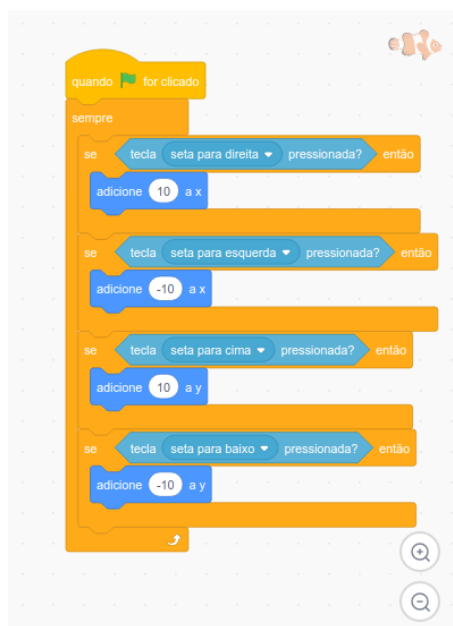 quando for clicado
sempre
se tecla seta para direita pressionada? então
adicione 10 a x
se tecla seta para esquerda pressionada? então
adicione -10 a x
se tecla seta para cima pressionada? então
adicione 10 a y
se tecla seta para baixo pressionada? então
adicione -10 a y